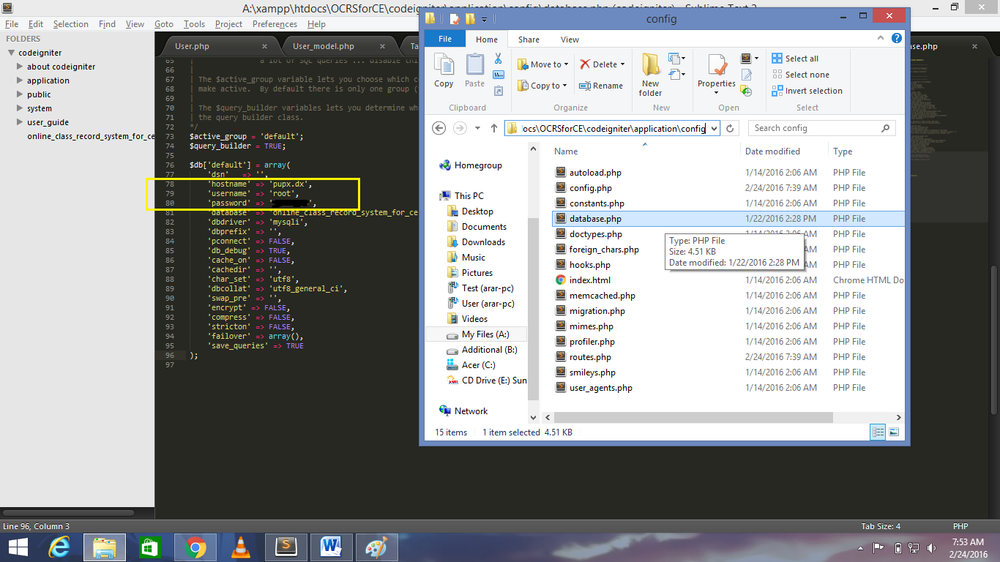 A:\xampp\htdocs\OCRSforCE\codeigniter\application\config\database.php (codeigniter) - Sublime Text 2
File Edit Selection Find View Goto Tools Project Preferences Help
FOLDERS
codeigniter
about codeigniter
application
public
system
user_guide
online_class_record_system_for_ce
User.php
User_model.php
65 | a lot of SQL queries ... disable thi
66 |
67 | The $active_group variable lets you choose which c
68 | make active. By default there is only one group (
69 |
70 | The $query_builder variables lets you determine wh
71 | the query builder class.
72 */
73 $active_group = 'default';
74 $query_builder = TRUE;
75
76 $db['default'] = array(
77 'dsn' => '',
78 'hostname' => 'pupx.dx',
79 'username' => 'root',
80 'password' => ' ',
81 'database' => 'online_class_record_system_for_ce
82 'dbdriver' => 'mysqli',
83 'dbprefix' => '',
84 'pconnect' => FALSE,
85 'db_debug' => TRUE,
86 'cache_on' => FALSE,
87 'cachedir' => '',
88 'char_set' => 'utf8',
89 'dbcollat' => 'utf8_general_ci',
90 'swap_pre' => '',
91 'encrypt' => FALSE,
92 'compress' => FALSE,
93 'stricton' => FALSE,
94 'failover' => array(),
95 'save_queries' => TRUE
96 );
97
config
File Home Share View
Copy
Paste
Clipboard
Move to
Copy to
Delete
Rename
Organize
New folder
New
Properties
Open
Select all
Select none
Invert selection
Select
ocs\OCRSforCE\codeigniter\application\config
Search config
Homegroup
This PC
Desktop
Documents
Downloads
Music
Pictures
Test (arar-pc)
User (arar-pc)
Videos
My Files (A:)
Additional (B:)
Acer (C:)
CD Drive (E:) Sun
Network
Name Date modified Type
autoload.php 1/14/2016 2:06 AM PHP File
config.php 2/24/2016 7:39 AM PHP File
constants.php 1/14/2016 2:06 AM PHP File
database.php 1/22/2016 2:28 PM PHP File
doctypes.php 1/14/2016 2:06 AM PHP File
foreign_chars.php PHP File
hooks.php PHP File
index.html 1/14/2016 2:06 AM Chrome HTML Do
memcached.php 1/14/2016 2:06 AM PHP File
migration.php 1/14/2016 2:06 AM PHP File
mimes.php 1/14/2016 2:06 AM PHP File
profiler.php 1/14/2016 2:06 AM PHP File
routes.php 2/24/2016 7:39 AM PHP File
smileys.php 1/14/2016 2:06 AM PHP File
user_agents.php 1/14/2016 2:06 AM PHP File
Type: PHP File
Size: 4.51 KB
Date modified: 1/22/2016 2:28 PM
15 items 1 item selected 4.51 KB
Line 96, Column 3
Tab Size: 4 PHP
7:53 AM
2/24/2016